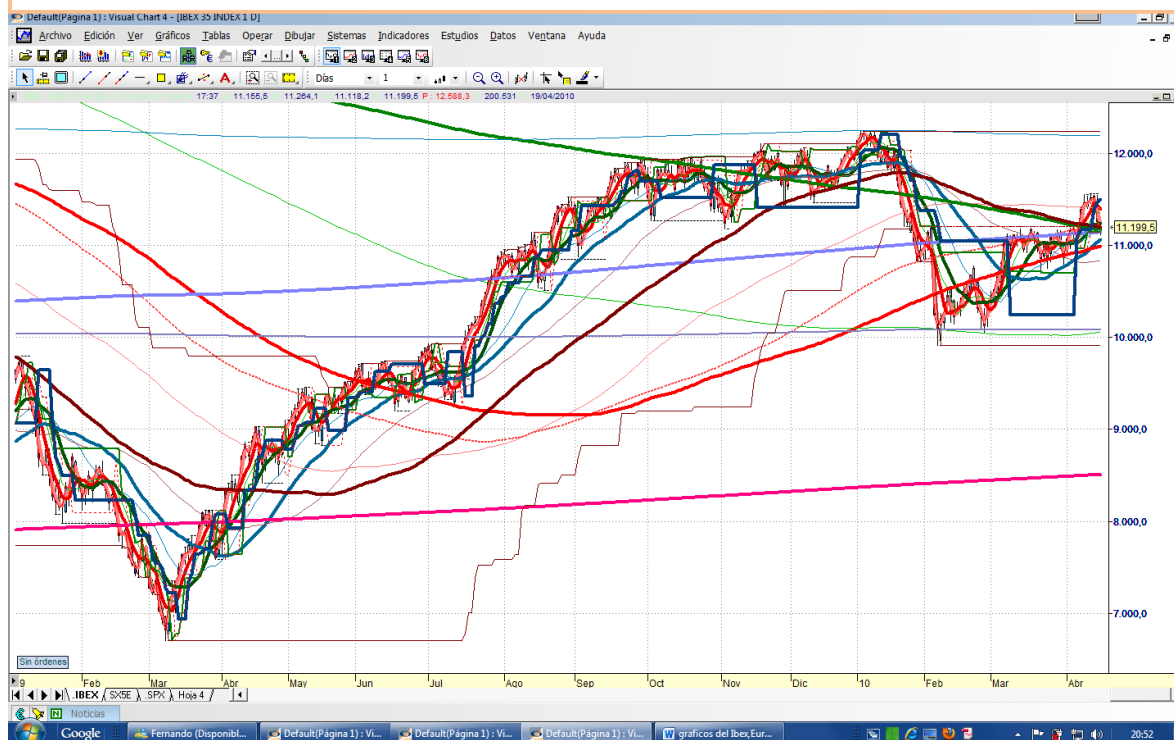 Default(Página 1) : Visual Chart 4 - [IBEX 35 INDEX 1 D]
Archivo Edición Ver Gráficos Tablas Operar Dibujar Sistemas Indicadores Estudios Datos Ventana Ayuda
Días 1
17:37 11.155,5 11.264,1 11.118,2 11.199,5 P : 12.588,3 200.531 19/04/2010
12.000,0
11.199,5
11.000,0
10.000,0
9.000,0
8.000,0
7.000,0
Sin órdenes
9 Feb Mar Abr May Jun Jul Ago Sep Oct Nov Dic '10 Feb Mar Abr
.IBEX SX5E .SPX Hoja 4
Noticias
Google Fernando (Disponibl... Default(Página 1) : Vi... Default(Página 1) : Vi... Default(Página 1) : Vi... graficos del Ibex,Eur... 20:52